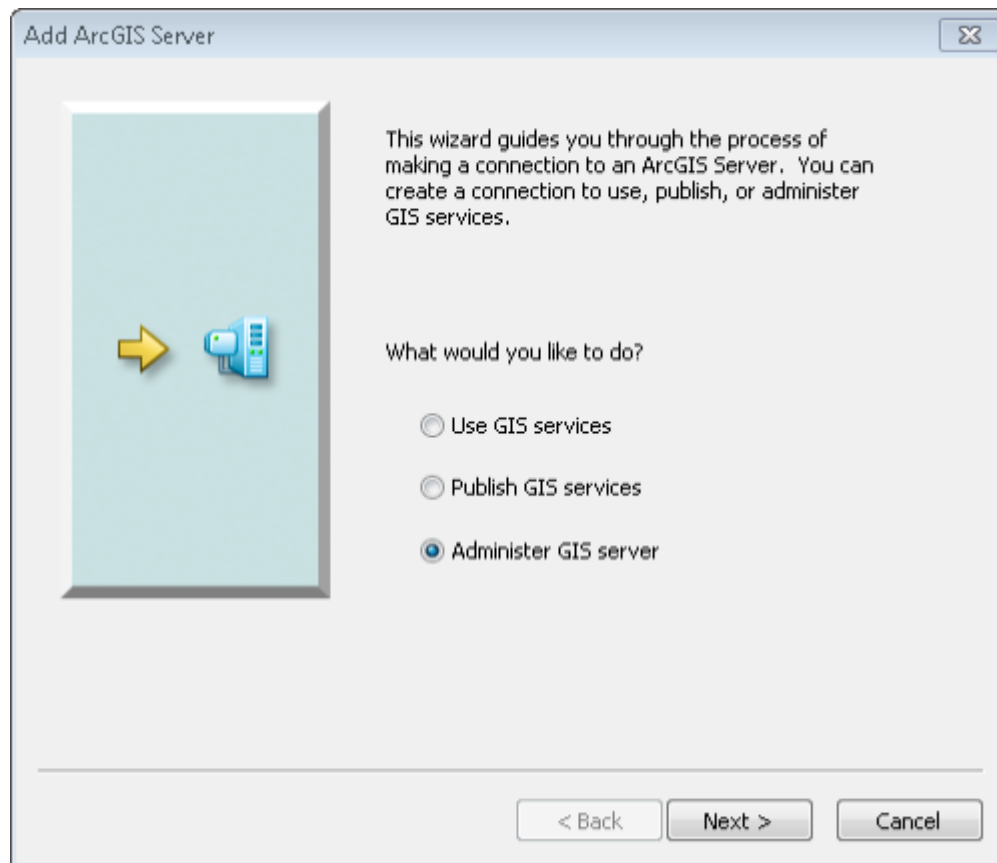 Add ArcGIS Server
This wizard guides you through the process of
making a connection to an ArcGIS Server.  You can
create a connection to use, publish, or administer
GIS services.
What would you like to do?
Use GIS services
Publish GIS services
Administer GIS server
< Back
Next >
Cancel